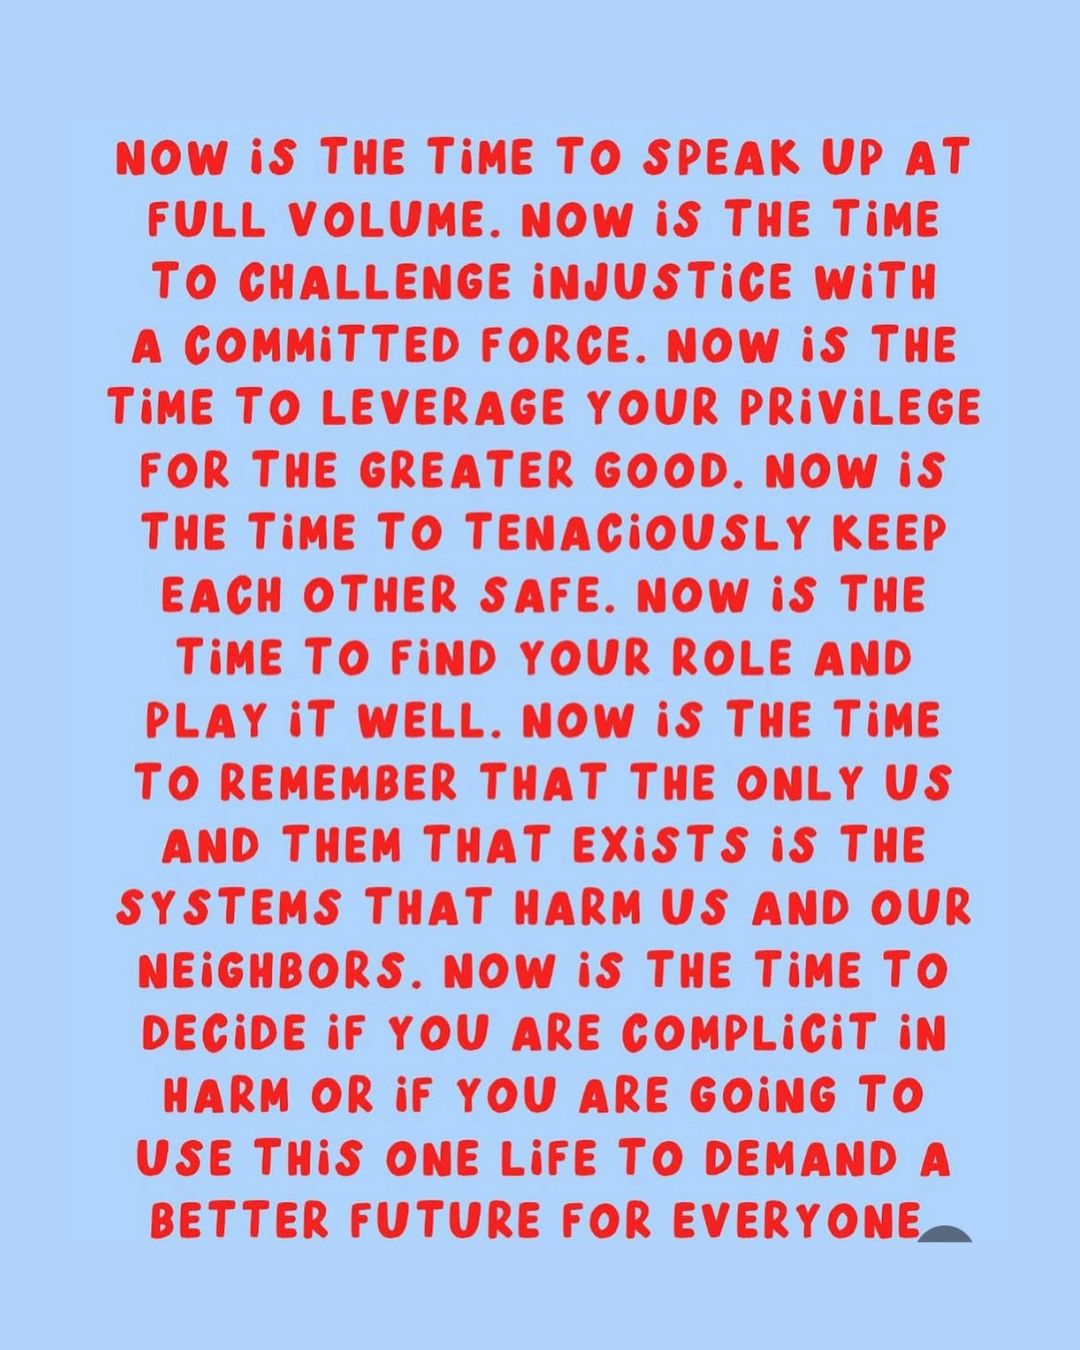 NOW iS THE TiME TO SPEAK UP AT
FULL VOLUME. NOW iS THE TiME
TO CHALLENGE iNJUSTiCE WiTH
A COMMiTTED FORCE. NOW iS THE
TiME TO LEVERAGE YOUR PRiViLEGE
FOR THE GREATER GOOD. NOW iS
THE TiME TO TENACiOUSLY KEEP
EACH OTHER SAFE. NOW iS THE
TiME TO FiND YOUR ROLE AND
PLAY iT WELL. NOW iS THE TiME
TO REMEMBER THAT THE ONLY US
AND THEM THAT EXiSTS iS THE
SYSTEMS THAT HARM US AND OUR
NEiGHBORS. NOW iS THE TiME TO
DECiDE iF YOU ARE COMPLiCiT iN
HARM OR iF YOU ARE GOiNG TO
USE THiS ONE LiFE TO DEMAND A
BETTER FUTURE FOR EVERYONE